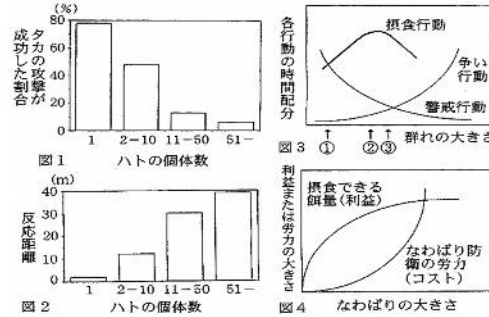 (%)
タカの攻撃が
成功した割合
80
60
40
20
0
1
2-10
11-50
51-
図1
ハトの個体数
(m)
反応距離
40
30
20
10
0
1
2-10
11-50
51-
図2
ハトの個体数
各行動の時間配分
摂食行動
争い
行動
警戒行動
図3
①
②
③
群れの大きさ
利益または労力の
大きさ
摂食できる
餌量(利益)
なわばり防
衛の労力
(コスト)
図4
なわばりの大きさ